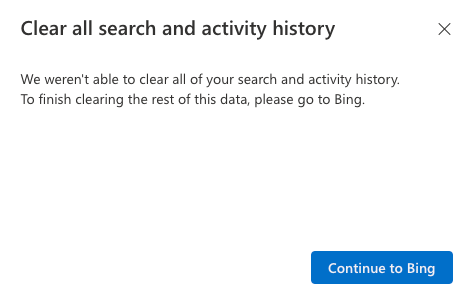 Clear all search and activity history
We weren't able to clear all of your search and activity history.
To finish clearing the rest of this data, please go to Bing.
Continue to Bing